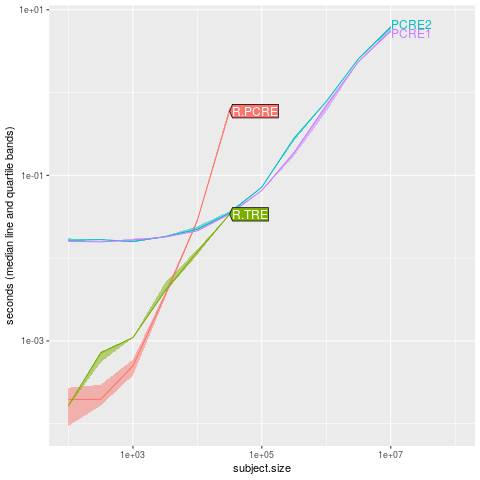 1e+01
PCRE2
PCRE1
R.PCRE
1e-01
R.TRE
1e-03
seconds (median line and quartile bands)
1e+03
1e+05
1e+07
subject.size